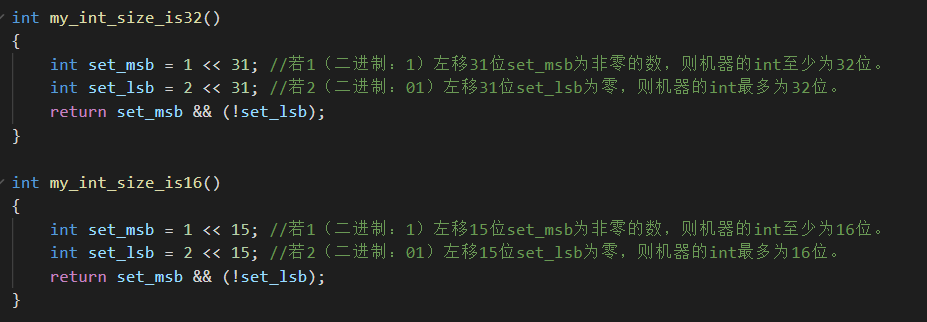 int my_int_size_is32()
{
    int set_msb = 1 << 31; //若1（二进制：1）左移31位set_msb为非零的数，则机器的int至少为32位。
    int set_lsb = 2 << 31; //若2（二进制：01）左移31位set_lsb为零，则机器的int最多为32位。
    return set_msb && (!set_lsb);
}
int my_int_size_is16()
{
    int set_msb = 1 << 15; //若1（二进制：1）左移15位set_msb为非零的数，则机器的int至少为16位。
    int set_lsb = 2 << 15; //若2（二进制：01）左移15位set_lsb为零，则机器的int最多为16位。
    return set_msb && (!set_lsb);
}